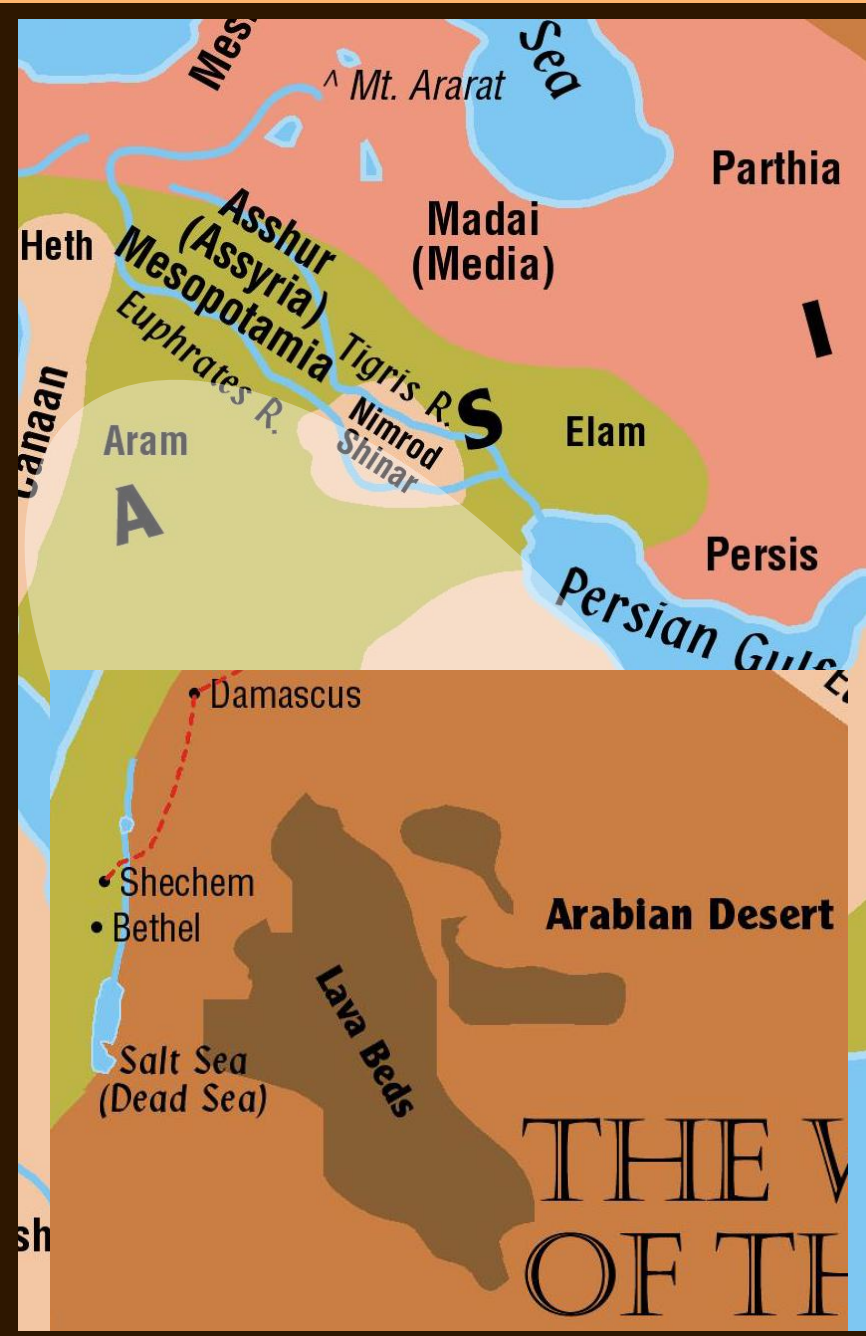 Mes
Sea
^ Mt. Ararat
Parthia
Madai
(Media)
Heth
Asshur
(Assyria)
Mesopotamia
I
Euphrates R.
Tigris R.
S
Elam
Nimrod
Shinar
Canaan
Aram
A
Persis
Persian Gulf
Damascus
Shechem
Bethel
Arabian Desert
Lava Beds
Salt Sea
(Dead Sea)
THE W
OF TH
sh